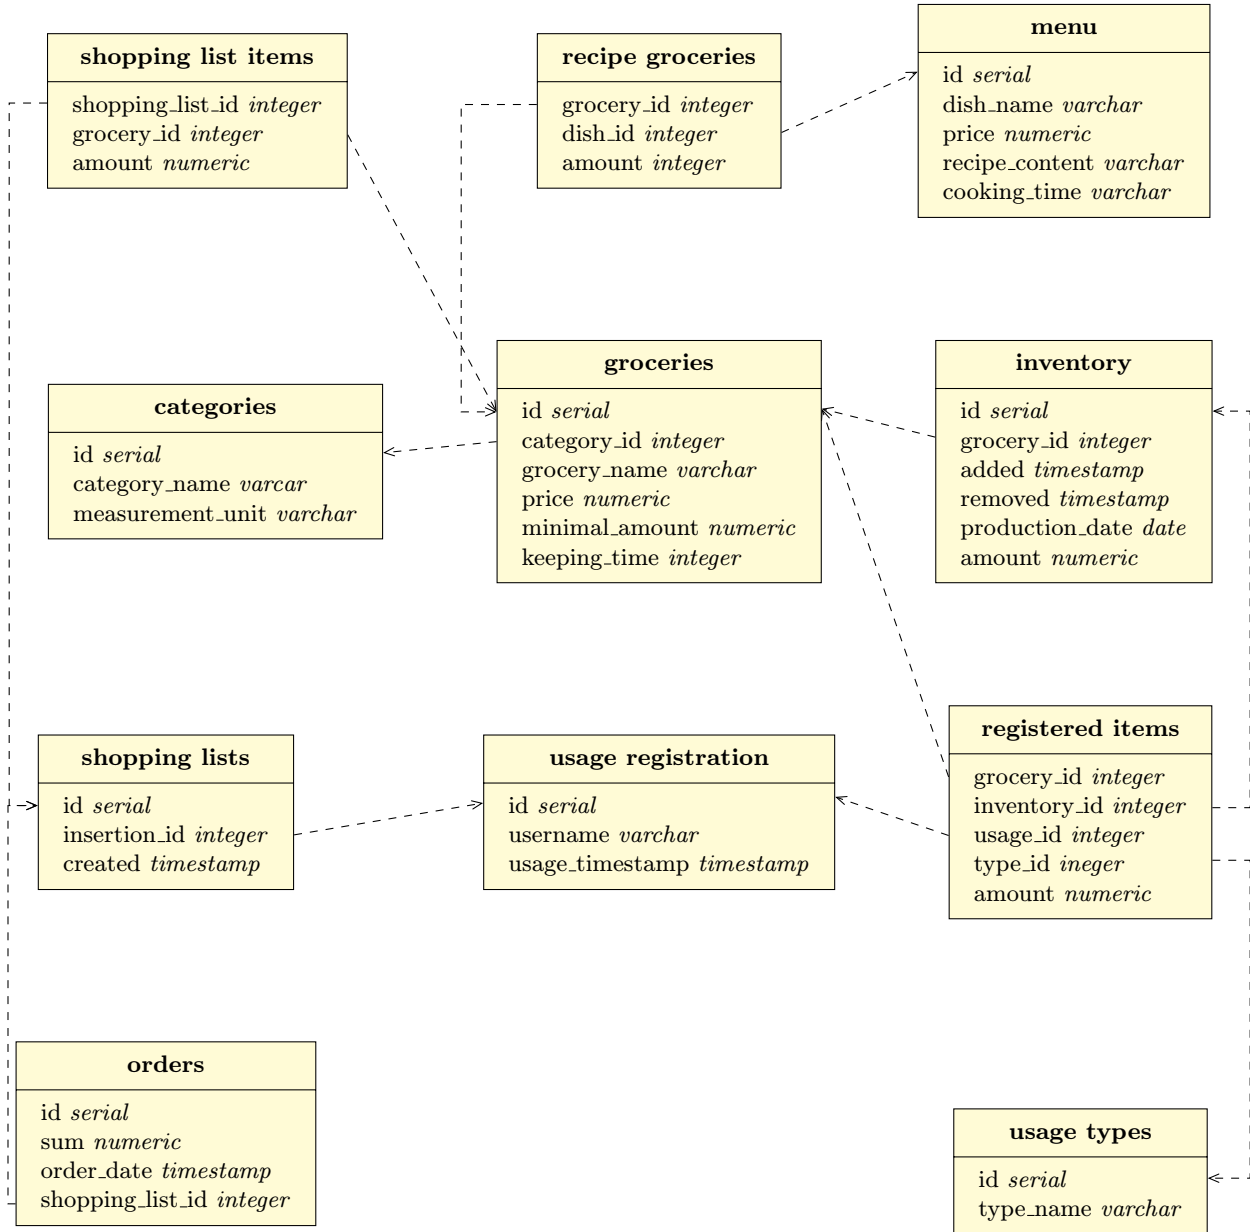 shopping list items
shopping_list_id integer
grocery_id integer
amount numeric
recipe groceries
grocery_id integer
dish_id integer
amount integer
menu
id serial
dish_name varchar
price numeric
recipe_content varchar
cooking_time varchar
categories
id serial
category_name varcar
measurement_unit varchar
groceries
id serial
category_id integer
grocery_name varchar
price numeric
minimal_amount numeric
keeping_time integer
inventory
id serial
grocery_id integer
added timestamp
removed timestamp
production_date date
amount numeric
shopping lists
id serial
insertion_id integer
created timestamp
usage registration
id serial
username varchar
usage_timestamp timestamp
registered items
grocery_id integer
inventory_id integer
usage_id integer
type_id ineger
amount numeric
orders
id serial
sum numeric
order_date timestamp
shopping_list_id integer
usage types
id serial
type_name varchar